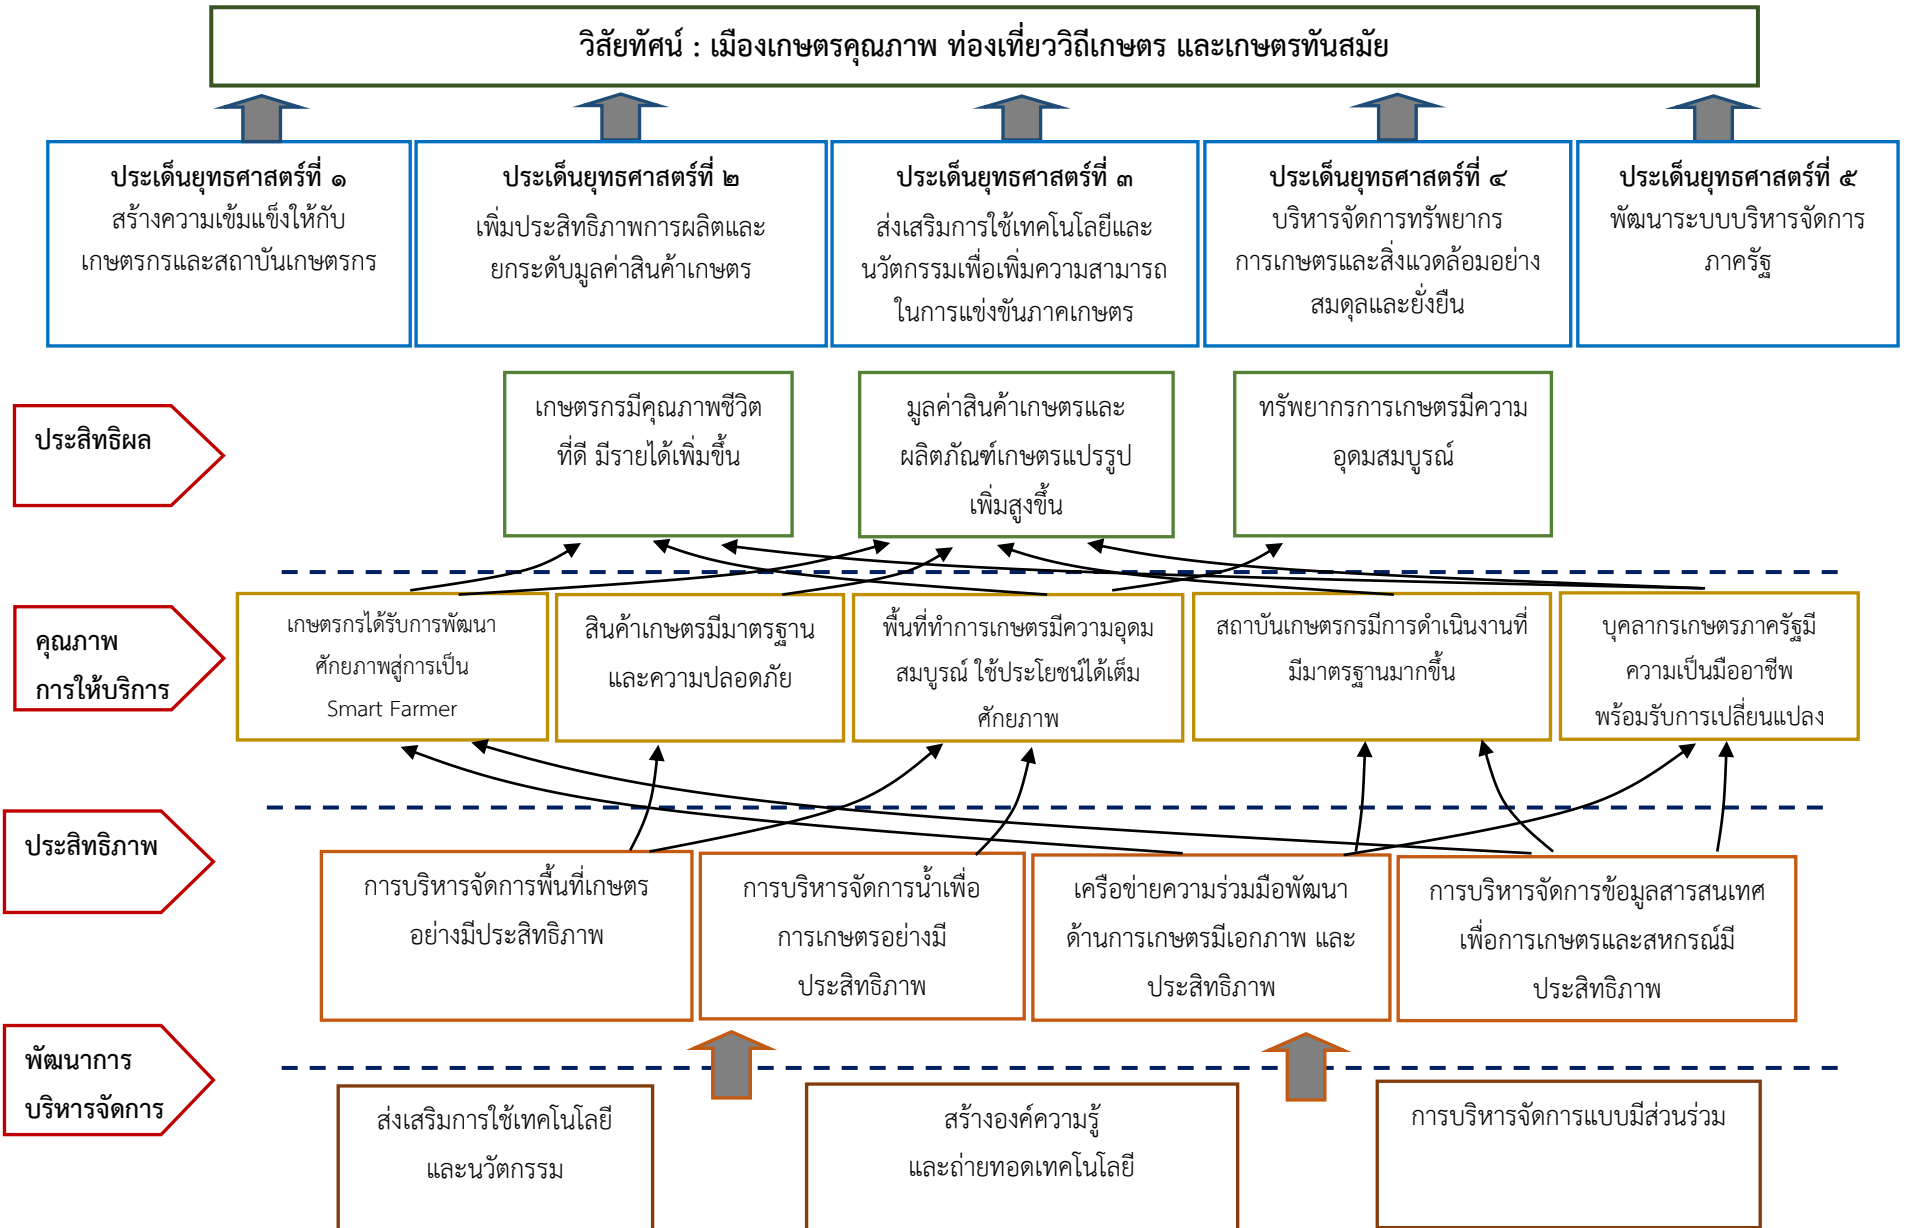 วิสัยทัศน์ : เมืองเกษตรคุณภาพ ท่องเที่ยววิถีเกษตร และเกษตรทันสมัย
ประเด็นยุทธศาสตร์ที่ ๑
สร้างความเข้มแข็งให้กับ
เกษตรกรและสถาบันเกษตรกร
ประเด็นยุทธศาสตร์ที่ ๒
เพิ่มประสิทธิภาพการผลิตและ
ยกระดับมูลค่าสินค้าเกษตร
ประเด็นยุทธศาสตร์ที่ ๓
ส่งเสริมการใช้เทคโนโลยีและ
นวัตกรรมเพื่อเพิ่มความสามารถ
ในการแข่งขันภาคเกษตร
ประเด็นยุทธศาสตร์ที่ ๔
บริหารจัดการทรัพยากร
การเกษตรและสิ่งแวดล้อมอย่าง
สมดุลและยั่งยืน
ประเด็นยุทธศาสตร์ที่ ๕
พัฒนาระบบบริหารจัดการ
ภาครัฐ
ประสิทธิผล
เกษตรกรมีคุณภาพชีวิต
ที่ดี มีรายได้เพิ่มขึ้น
มูลค่าสินค้าเกษตรและ
ผลิตภัณฑ์เกษตรแปรรูป
เพิ่มสูงขึ้น
ทรัพยากรการเกษตรมีความ
อุดมสมบูรณ์
คุณภาพ
การให้บริการ
เกษตรกรได้รับการพัฒนา
ศักยภาพสู่การเป็น
Smart Farmer
สินค้าเกษตรมีมาตรฐาน
และความปลอดภัย
พื้นที่ทำการเกษตรมีความอุดม
สมบูรณ์ ใช้ประโยชน์ได้เต็ม
ศักยภาพ
สถาบันเกษตรกรมีการดำเนินงานที่
มีมาตรฐานมากขึ้น
บุคลากรเกษตรภาครัฐมี
ความเป็นมืออาชีพ
พร้อมรับการเปลี่ยนแปลง
ประสิทธิภาพ
การบริหารจัดการพื้นที่เกษตร
อย่างมีประสิทธิภาพ
การบริหารจัดการน้ำเพื่อ
การเกษตรอย่างมี
ประสิทธิภาพ
เครือข่ายความร่วมมือพัฒนา
ด้านการเกษตรมีเอกภาพ และ
ประสิทธิภาพ
การบริหารจัดการข้อมูลสารสนเทศ
เพื่อการเกษตรและสหกรณ์มี
ประสิทธิภาพ
พัฒนาการ
บริหารจัดการ
ส่งเสริมการใช้เทคโนโลยี
และนวัตกรรม
สร้างองค์ความรู้
และถ่ายทอดเทคโนโลยี
การบริหารจัดการแบบมีส่วนร่วม